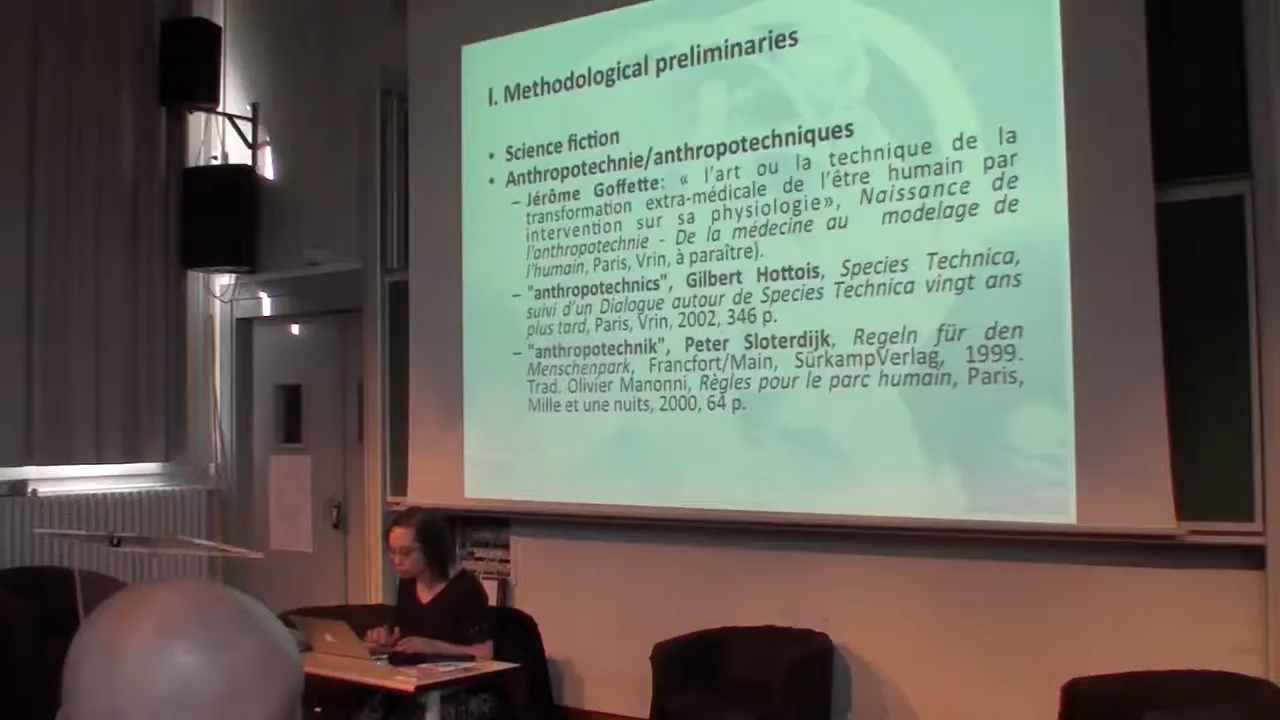 I. Methodological preliminaries
• Science fiction
• Anthropotechnie/anthropotechniques
– Jérôme Goffette: « l'art ou la technique de la
transformation extra-médicale de l'être humain par
intervention sur sa physiologie», Naissance de
l'anthropotechnie - De la médecine au modelage de
l'humain, Paris, Vrin, à paraître).
– "anthropotechnics", Gilbert Hottois, Species Technica,
suivi d'un Dialogue autour de Species Technica vingt ans
plus tard, Paris, Vrin, 2002, 346 p.
– "anthropotechnik", Peter Sloterdijk, Regeln für den
Menschenpark, Francfort/Main, SürkampVerlag, 1999.
Trad. Olivier Manonni, Règles pour le parc humain, Paris,
Mille et une nuits, 2000, 64 p.